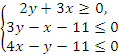 2y + 3x ≥ 0,
3y − x − 11 ≤ 0
4x − y − 11 ≤ 0